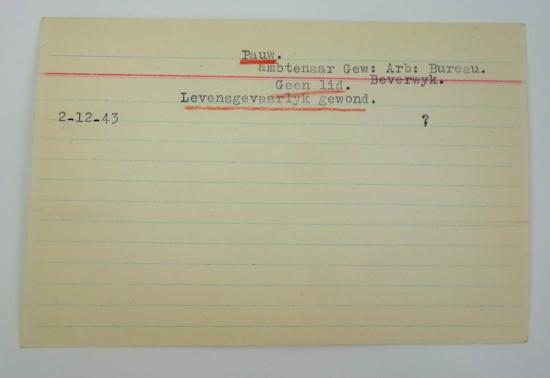 Pauw.
ambtenaar Gew: Arb: Bureau.
Beverwyk.
Geen lid.
Levensgevaarlyk gewond.
2-12-43 ?